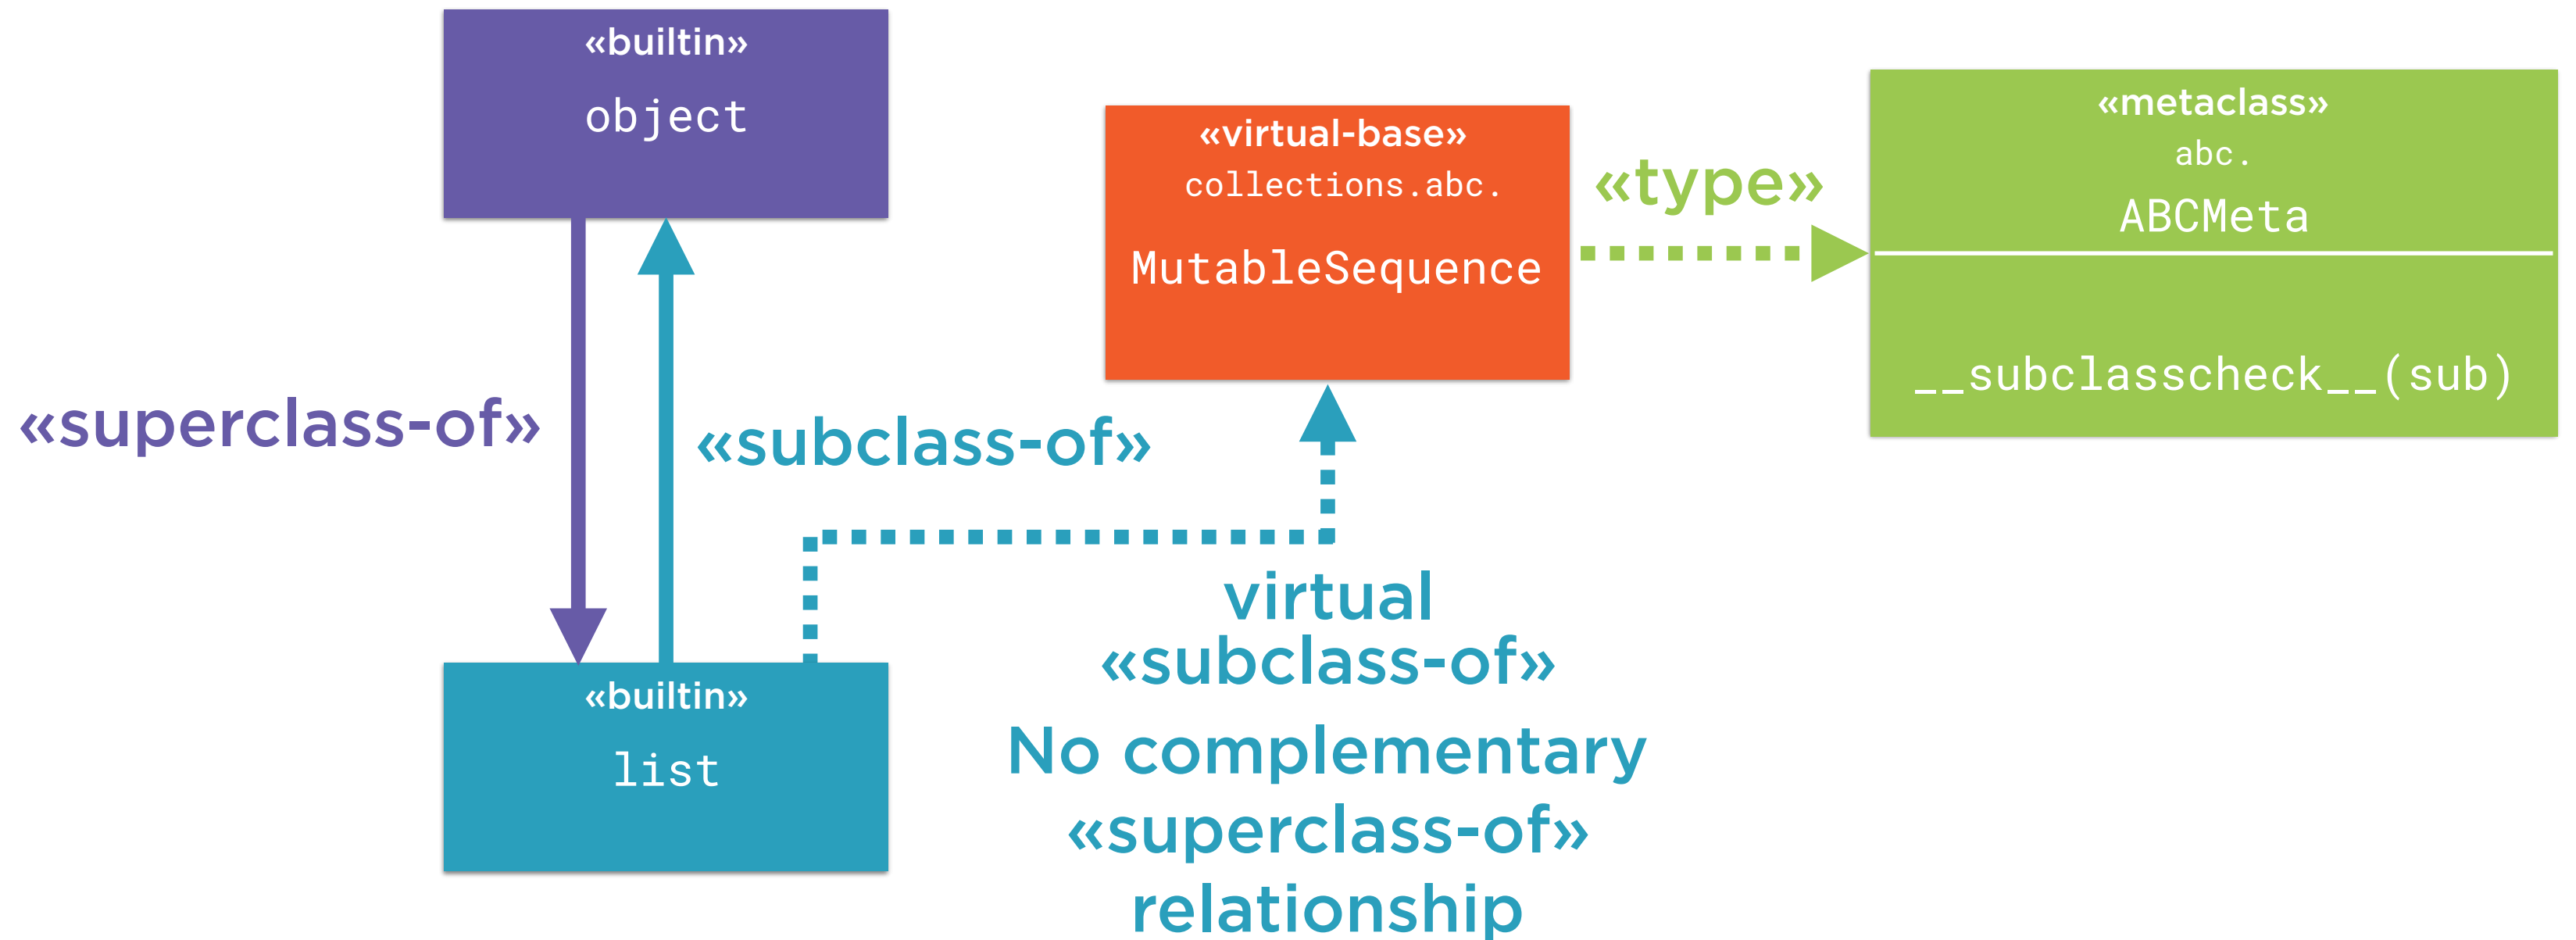 «builtin»
object
«superclass-of»
«subclass-of»
«builtin»
list
«virtual-base»
collections.abc.
MutableSequence
«type»
«metaclass»
abc.
ABCMeta
__subclasscheck__(sub)
virtual
«subclass-of»
No complementary
«superclass-of»
relationship